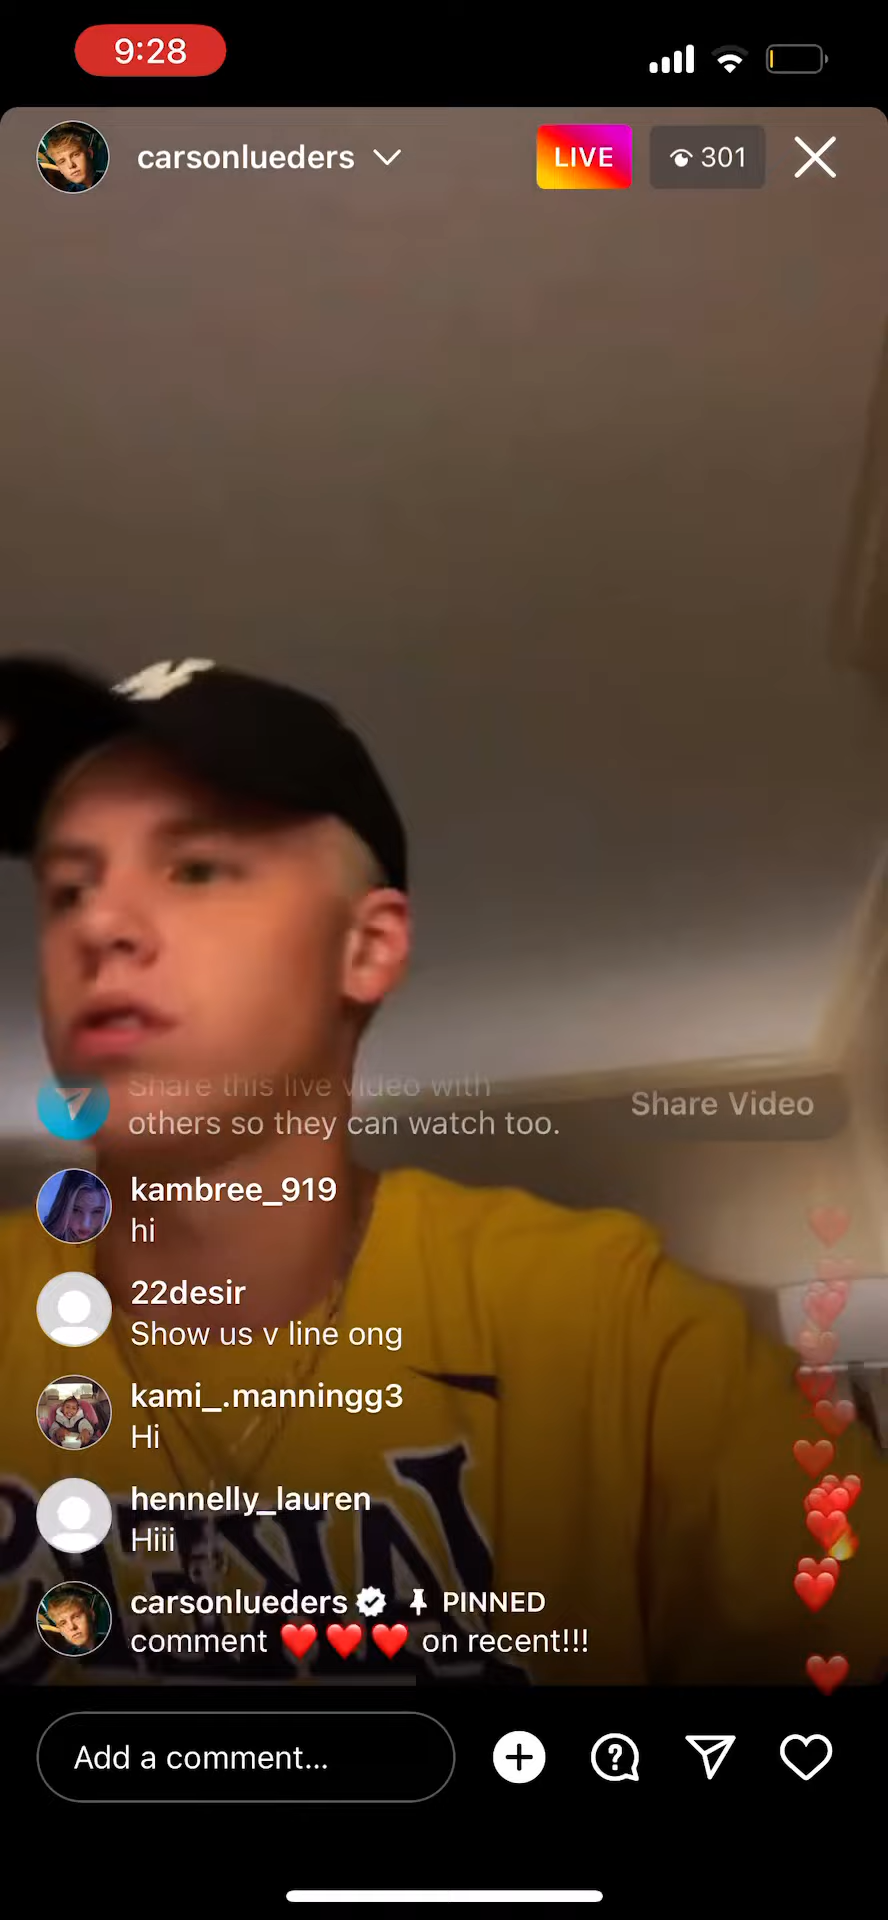 9:28
carsonlueders
LIVE
301
Share this live video with
others so they can watch too.
Share Video
kambree_919
hi
22desir
Show us v line ong
kami_.manningg3
Hi
hennelly_lauren
Hiii
carsonlueders PINNED
comment ❤️❤️❤️ on recent!!!
Add a comment...